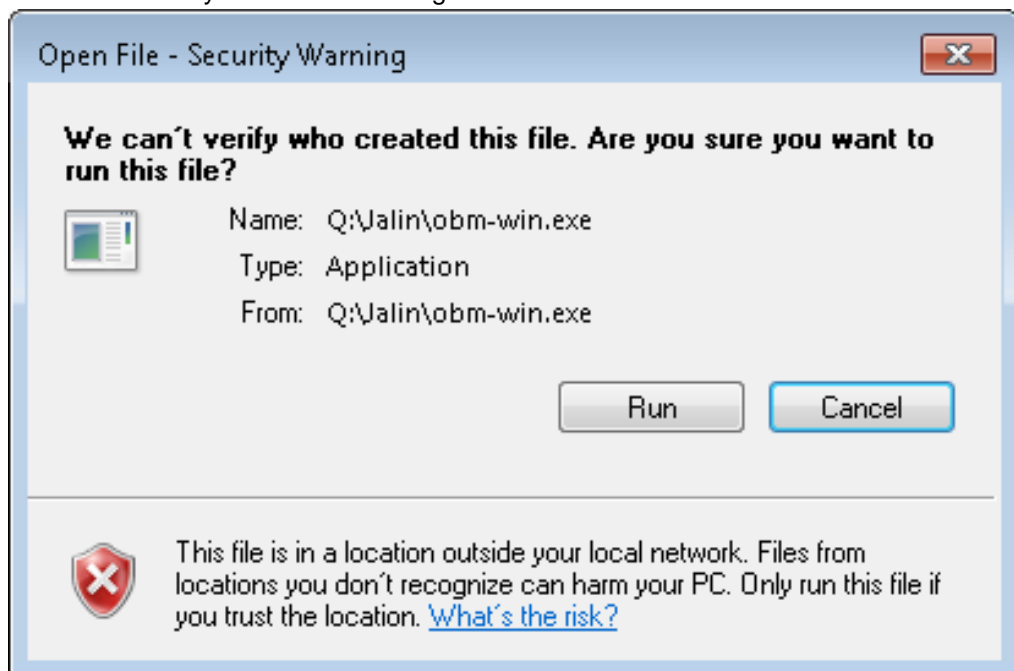 Open File - Security Warning
We can´t verify who created this file. Are you sure you want to
run this file?
Name: Q:\Jalin\obm-win.exe
Type: Application
From: Q:\Jalin\obm-win.exe
Run Cancel
This file is in a location outside your local network. Files from
locations you don´t recognize can harm your PC. Only run this file if
you trust the location. What´s the risk?